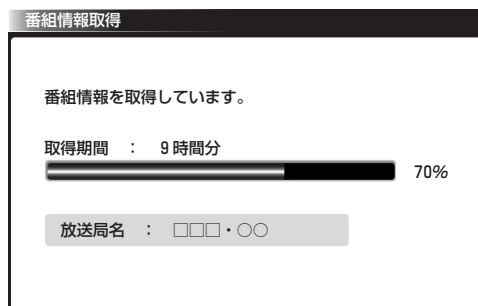 番組情報取得
番組情報を取得しています。
取得期間 : 9時間分
70%
放送局名 : □□□・○○